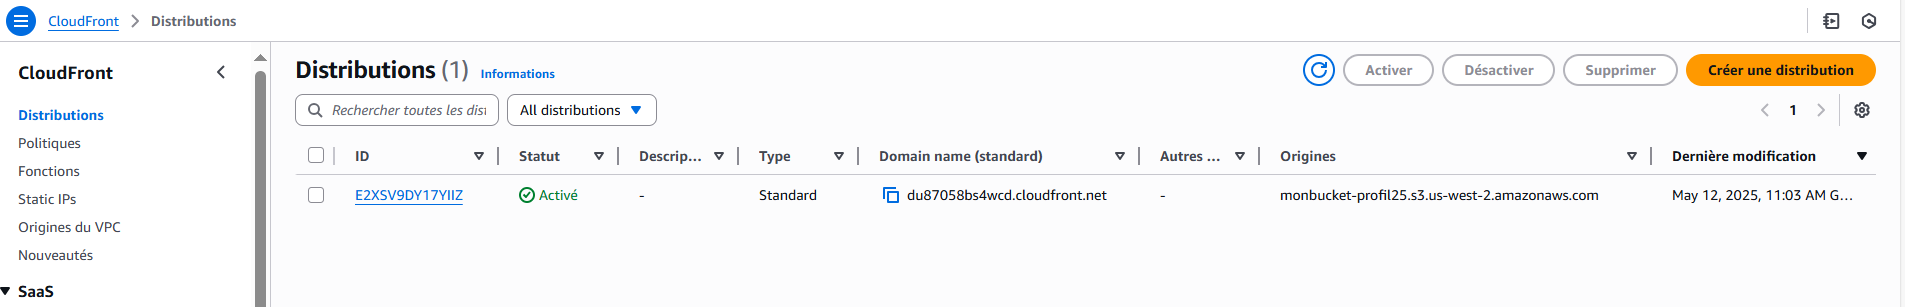 CloudFront > Distributions
CloudFront
Distributions
Politiques
Fonctions
Static IPs
Origines du VPC
Nouveautés
SaaS
Distributions (1) Informations
Activer Désactiver Supprimer Créer une distribution
Rechercher toutes les dist All distributions 1
ID Statut Descrip... Type Domain name (standard) Autres ... Origines Dernière modification
E2XSV9DY17YIIZ Activé - Standard du87058bs4wcd.cloudfront.net - monbucket-profil25.s3.us-west-2.amazonaws.com May 12, 2025, 11:03 AM G...